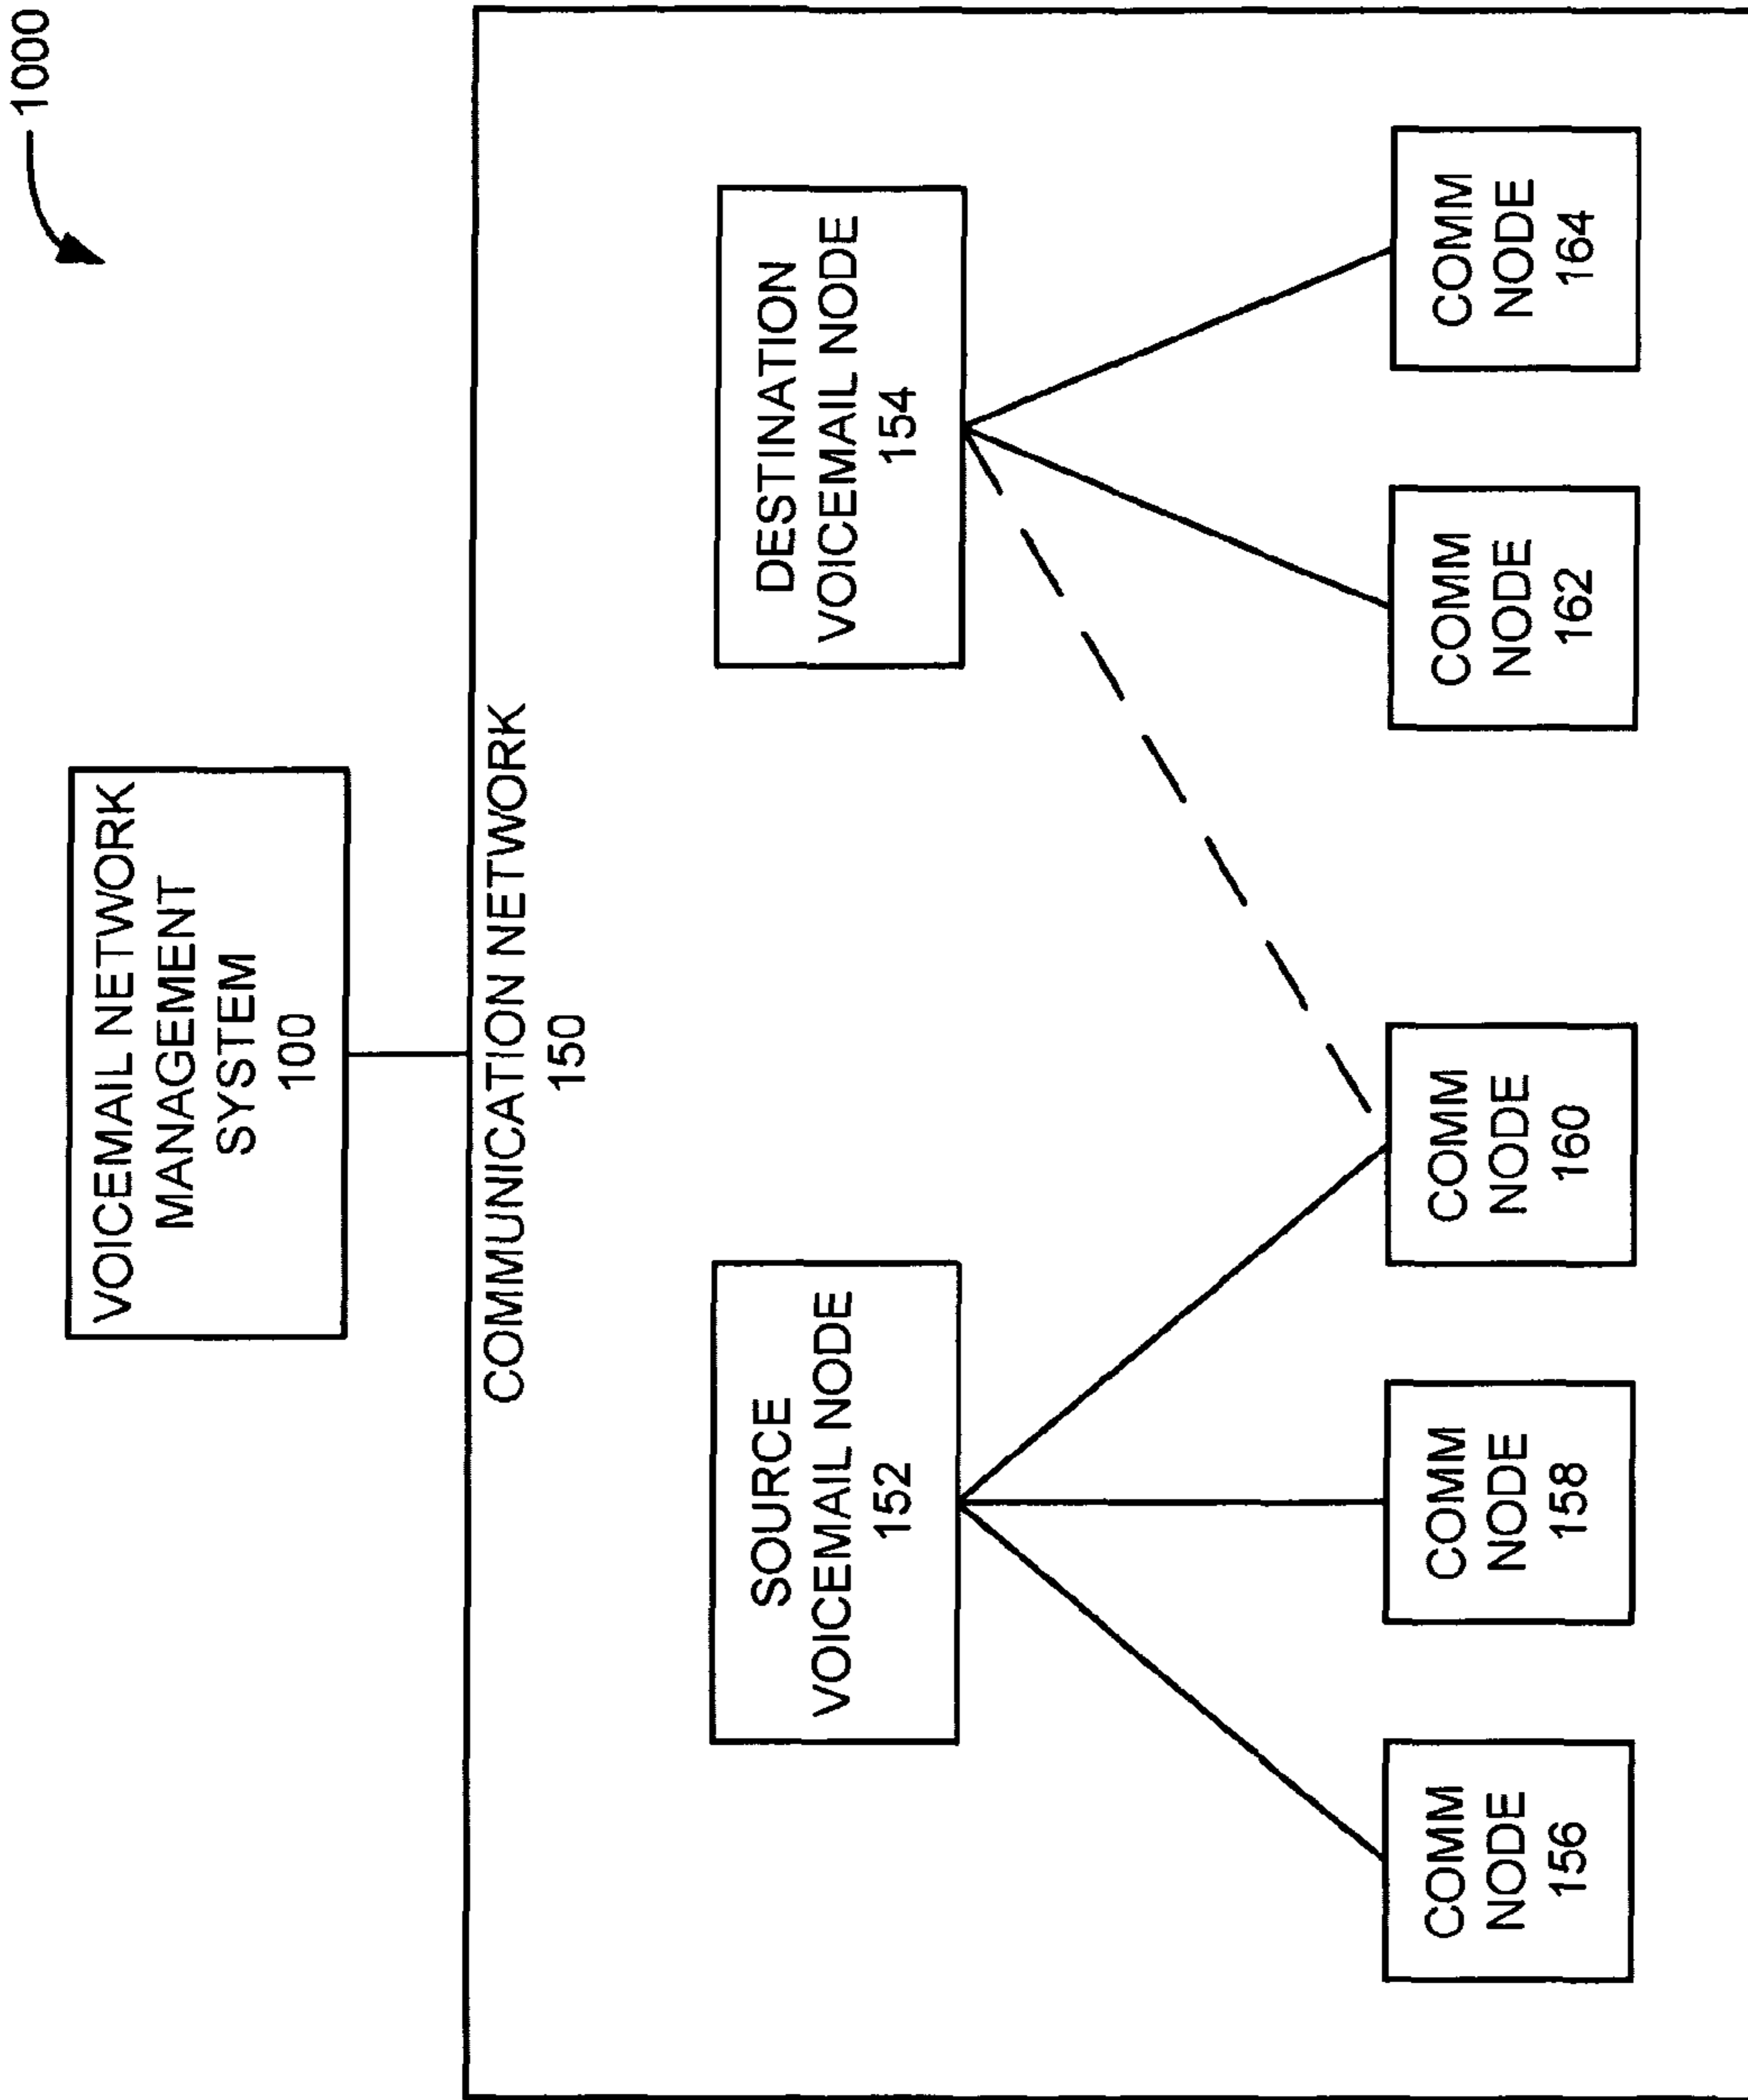 1000
VOICEMAIL NETWORK
MANAGEMENT
SYSTEM
100
COMMUNICATION NETWORK
150
SOURCE
VOICEMAIL NODE
152
DESTINATION
VOICEMAIL NODE
154
COMM
NODE
156
COMM
NODE
158
COMM
NODE
160
COMM
NODE
162
COMM
NODE
164